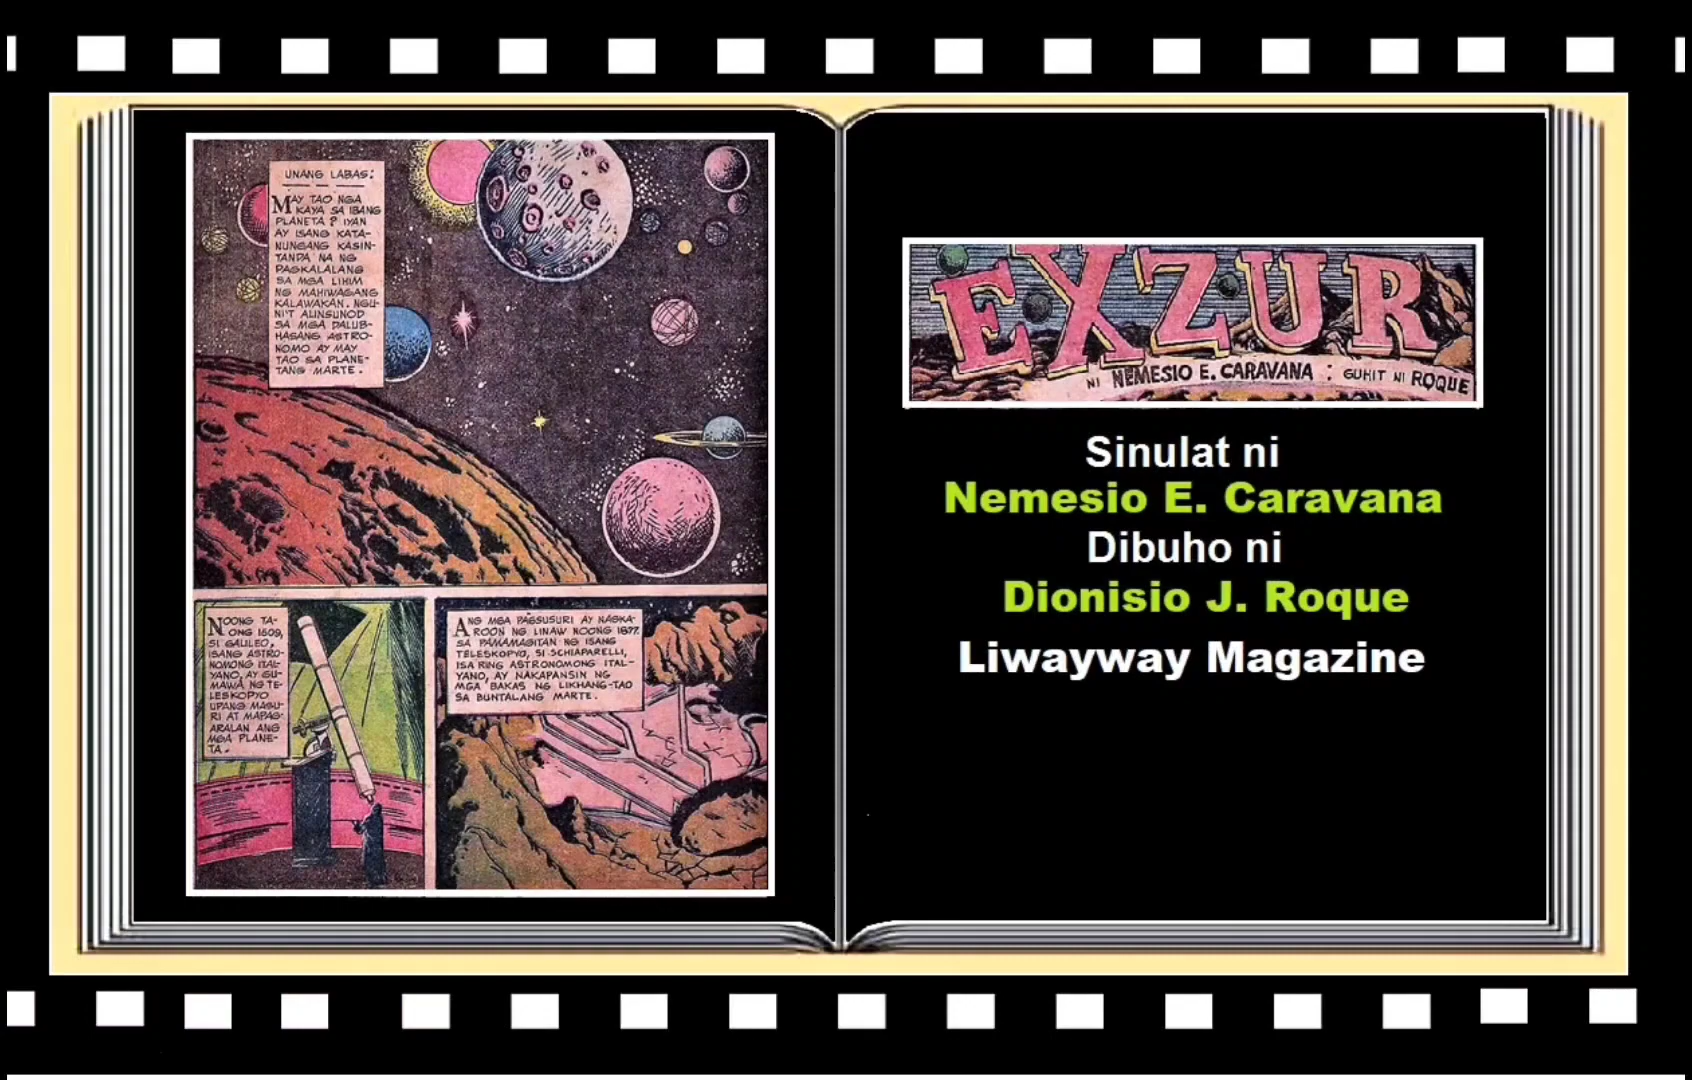 UNANG LABAS:
MAY TAO NGA
KAYA SA IBANG
PLANETA? IYAN
AY ISANG KATA-
NUNGANG KASIN-
TANDA NA NG
PAGKALALANG
SA MGA LIHIM
NG MAHIWAGANG
KALAWAKAN. NGU-
NI'T ALINSUNOD
SA MGA DALUB-
HASANG ASTRO-
NOMO AY MAY
TAO SA PLANE-
TANG MARTE.
NOONG TA-
ONG 1609,
SI GALILEO,
ISANG ASTRO-
NOMONG ITAL-
YANO, AY GU-
MAWA NG TE-
LESKOPYO
UPANG MASU-
RI AT MAPAG-
ARALAN ANG
MGA PLANE-
TA.
ANG MGA PAGSUSURI AY NAGKA-
ROON NG LINAW NOONG 1877.
SA PAMAMAGITAN NG ISANG
TELESKOPYO, SI SCHIAPARELLI,
ISA RING ASTRONOMONG ITAL-
YANO, AY NAKAPANSIN NG
MGA BAKAS NG LIKHANG-TAO
SA BUNTALANG MARTE.
EXZUR
NI NEMESIO E. CARAVANA : GUHIT NI ROQUE
Sinulat ni
Nemesio E. Caravana
Dibuho ni
Dionisio J. Roque
Liwayway Magazine